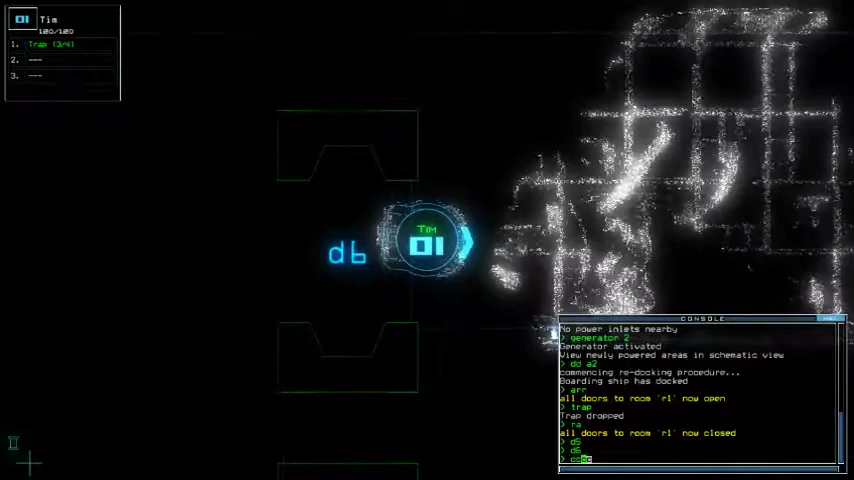 01 Tim
100/100
1. Trap (3/4)
2. ---
3. ---
TIM
01
d6
CONSOLE
No power inlets nearby
> generator 2
Generator activated
View newly powered areas in schematic view
> dd a2
commencing re-docking procedure...
Boarding ship has docked
> arr
all doors to room 'r1' now open
> trap
Trap dropped
> ra
all doors to room 'r1' now closed
> d5
> d6